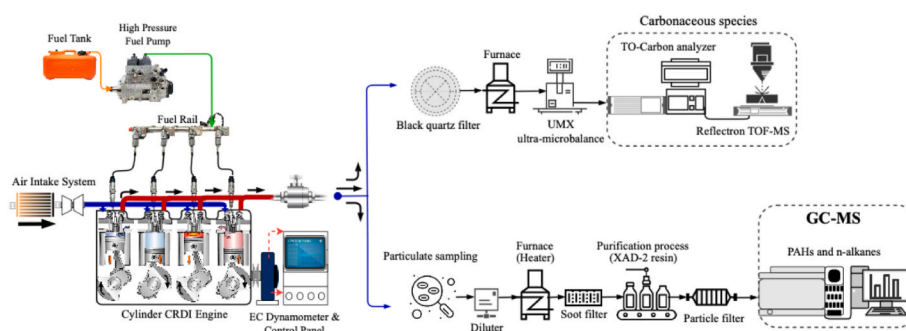 Fuel Tank
High Pressure
Fuel Pump
Fuel Rail
Air Intake System
Cylinder CRDI Engine
EC Dynamometer &
Control Panel
Black quartz filter
Furnace
UMX
ultra-microbalance
Carbonaceous species
TO-Carbon analyzer
Reflectron TOF-MS
Particulate sampling
Diluter
Furnace
(Heater)
Soot filter
Purification process
(XAD-2 resin)
Particle filter
GC-MS
PAHs and n-alkanes